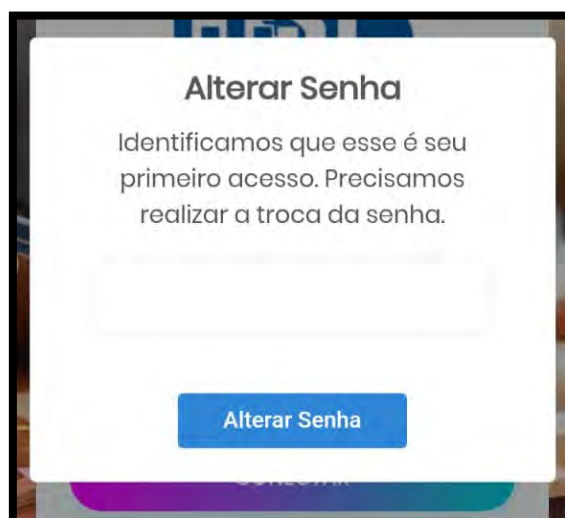 Alterar Senha
Identificamos que esse é seu
primeiro acesso. Precisamos
realizar a troca da senha.
Alterar Senha